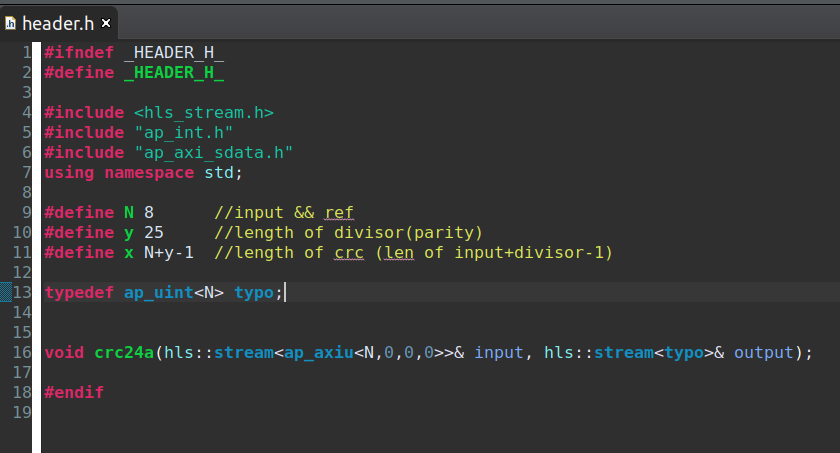 header.h
1 #ifndef _HEADER_H_
2 #define _HEADER_H_
3
4 #include <hls_stream.h>
5 #include "ap_int.h"
6 #include "ap_axi_sdata.h"
7 using namespace std;
8
9 #define N 8      //input && ref
10 #define y 25     //length of divisor(parity)
11 #define x N+y-1  //length of crc (len of input+divisor-1)
12
13 typedef ap_uint<N> typo;
14
15
16 void crc24a(hls::stream<ap_axiu<N,0,0,0>>& input, hls::stream<typo>& output);
17
18 #endif
19